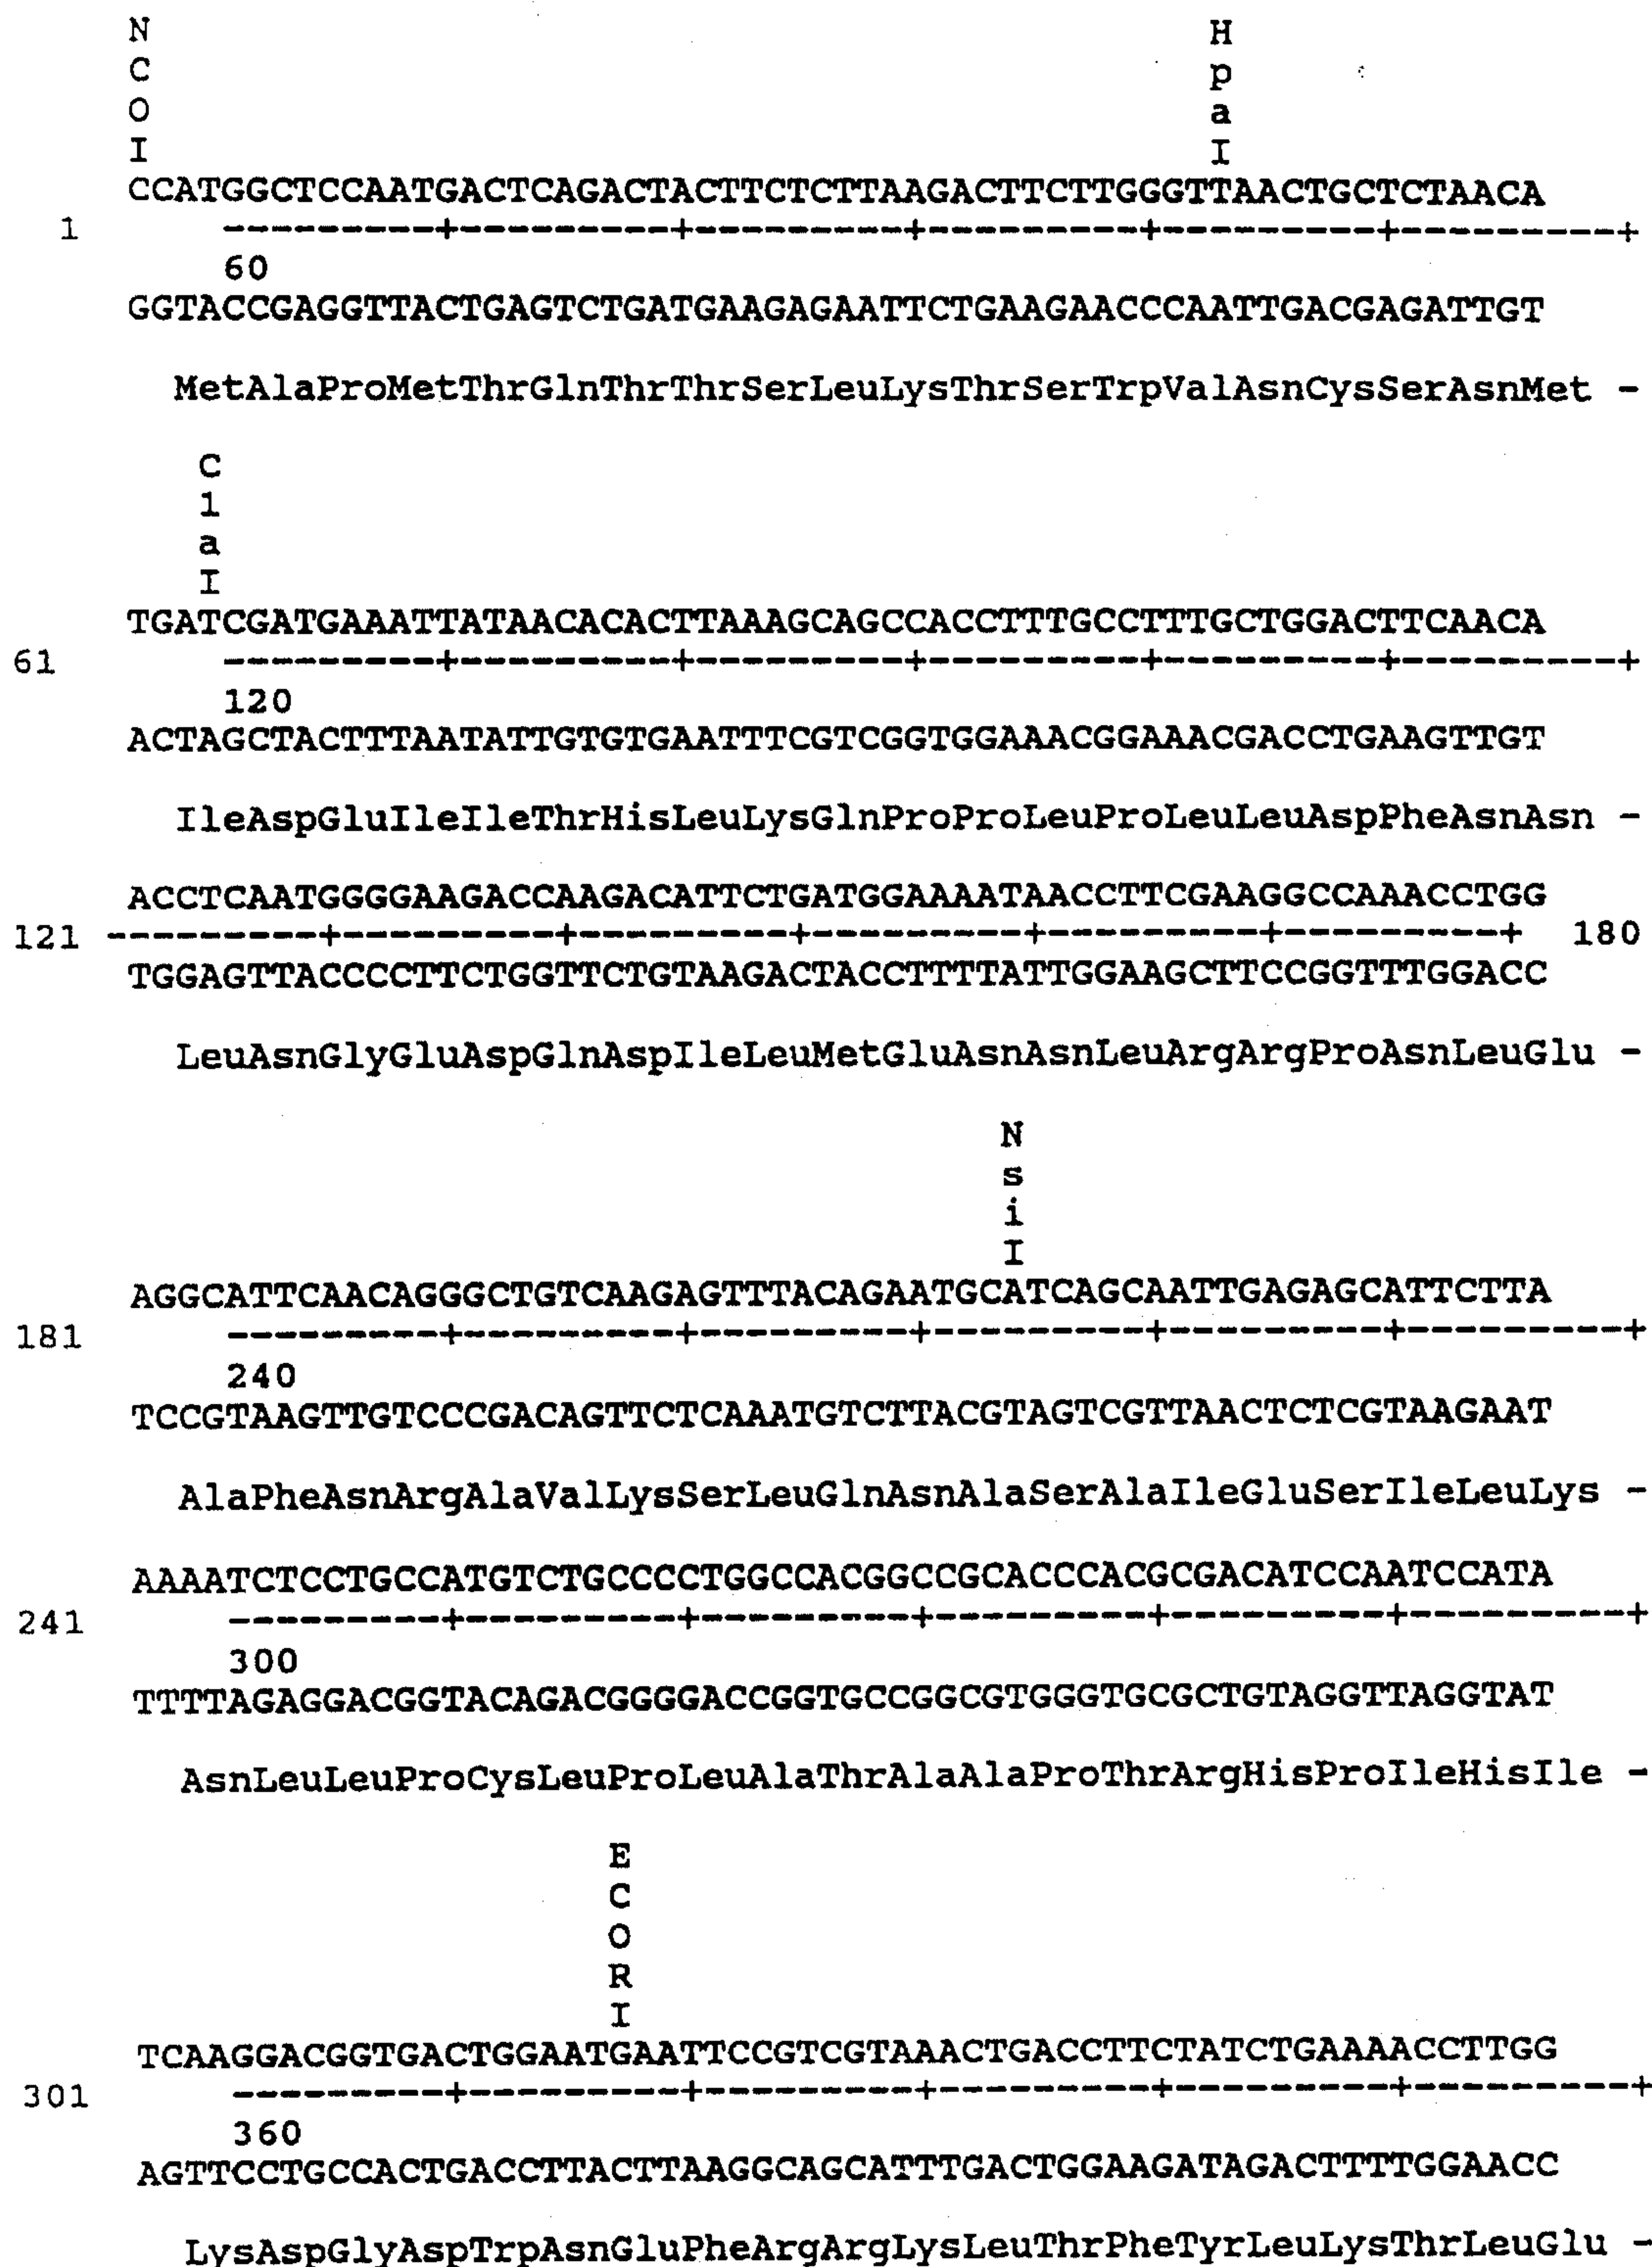 N H
C p
O a
I I
CCATGGCTCCAATGACTCAGACTACTTCTCTTAAGACTTCTTGGGTTAACTGCTCTAACA
1 ---------+---------+---------+---------+---------+---------+
60
GGTACCGAGGTTACTGAGTCTGATGAAGAGAATTCTGAAGAACCCAATTGACGAGATTGT
MetAlaProMetThrGlnThrThrSerLeuLysThrSerTrpValAsnCysSerAsnMet -
C
l
a
I
TGATCGATGAAATTATAACACACTTAAAGCAGCCACCTTTGCCTTTGCTGGACTTCAACA
61 ---------+---------+---------+---------+---------+---------+
120
ACTAGCTACTTTAATATTGTGTGAATTTCGTCGGTGGAAACGGAAACGACCTGAAGTTGT
IleAspGluIleIleThrHisLeuLysGlnProProLeuProLeuLeuAspPheAsnAsn -
ACCTCAATGGGGAAGACCAAGACATTCTGATGGAAAATAACCTTCGAAGGCCAAACCTGG
121 ---------+---------+---------+---------+---------+---------+ 180
TGGAGTTACCCCTTCTGGTTCTGTAAGACTACCTTTTATTGGAAGCTTCCGGTTTGGACC
LeuAsnGlyGluAspGlnAspIleLeuMetGluAsnAsnLeuArgArgProAsnLeuGlu -
N
s
i
I
AGGCATTCAACAGGGCTGTCAAGAGTTTACAGAATGCATCAGCAATTGAGAGCATTCTTA
181 ---------+---------+---------+---------+---------+---------+
240
TCCGTAAGTTGTCCCGACAGTTCTCAAATGTCTTACGTAGTCGTTAACTCTCGTAAGAAT
AlaPheAsnArgAlaValLysSerLeuGlnAsnAlaSerAlaIleGluSerIleLeuLys -
AAAATCTCCTGCCATGTCTGCCCCTGGCCACGGCCGCACCCACGCGACATCCAATCCATA
241 ---------+---------+---------+---------+---------+---------+
300
TTTTAGAGGACGGTACAGACGGGGACCGGTGCCGGCGTGGGTGCGCTGTAGGTTAGGTAT
AsnLeuLeuProCysLeuProLeuAlaThrAlaAlaProThrArgHisProIleHisIle -
E
C
O
R
I
TCAAGGACGGTGACTGGAATGAATTCCGTCGTAAACTGACCTTCTATCTGAAAACCTTGG
301 ---------+---------+---------+---------+---------+---------+
360
AGTTCCTGCCACTGACCTTACTTAAGGCAGCATTTGACTGGAAGATAGACTTTTGGAACC
LysAspGlyAspTrpAsnGluPheArgArgLysLeuThrPheTyrLeuLysThrLeuGlu -